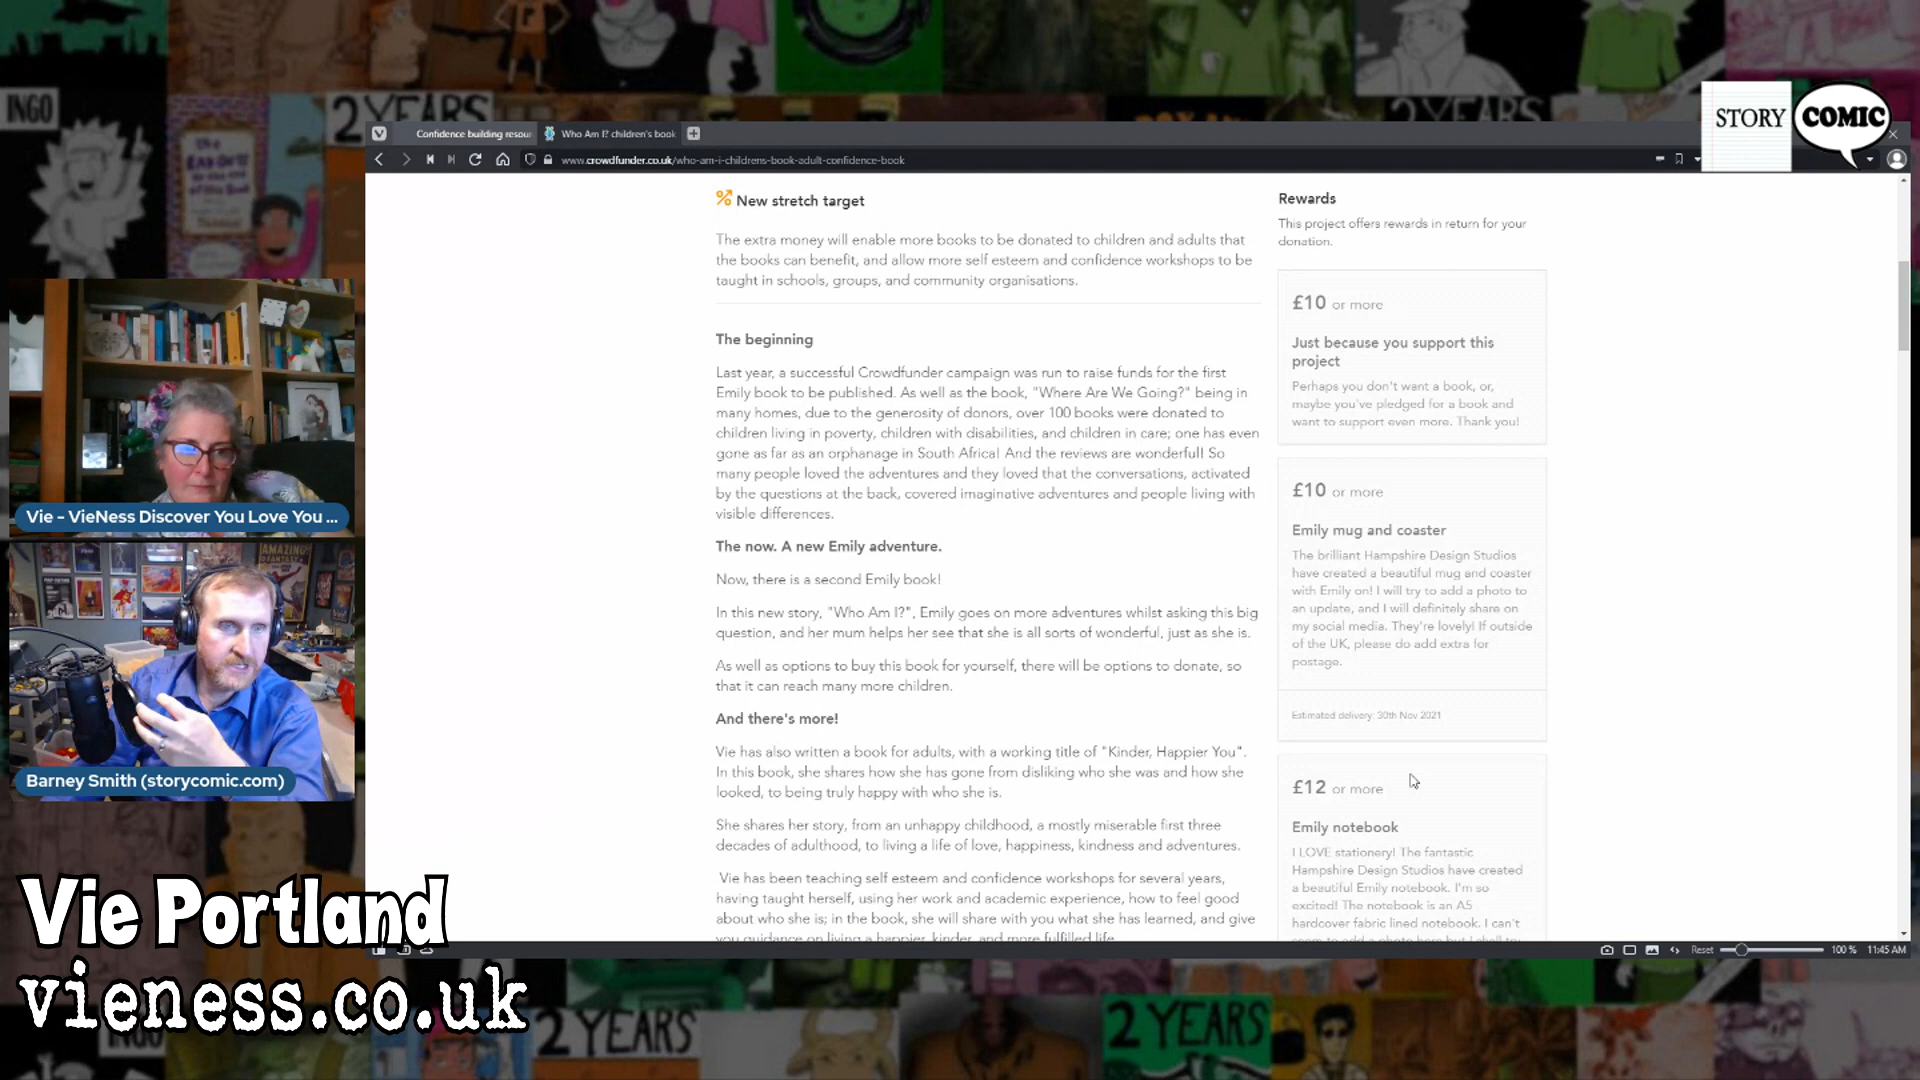 INGO
2 YEARS
2 YEARS
STORY
COMIC
Confidence building resou
Who Am I? children's book
www.crowdfunder.co.uk/who-am-i-childrens-book-adult-confidence-book
New stretch target
The extra money will enable more books to be donated to children and adults that
the books can benefit, and allow more self esteem and confidence workshops to be
taught in schools, groups, and community organisations.
The beginning
Last year, a successful Crowdfunder campaign was run to raise funds for the first
Emily book to be published. As well as the book, "Where Are We Going?" being in
many homes, due to the generosity of donors, over 100 books were donated to
children living in poverty, children with disabilities, and children in care; one has even
gone as far as an orphanage in South Africa! And the reviews are wonderful! So
many people loved the adventures and they loved that the conversations, activated
by the questions at the back, covered imaginative adventures and people living with
visible differences.
The now. A new Emily adventure.
Now, there is a second Emily book!
In this new story, "Who Am I?", Emily goes on more adventures whilst asking this big
question, and her mum helps her see that she is all sorts of wonderful, just as she is.
As well as options to buy this book for yourself, there will be options to donate, so
that it can reach many more children.
And there's more!
Vie has also written a book for adults, with a working title of "Kinder, Happier You".
In this book, she shares how she has gone from disliking who she was and how she
looked, to being truly happy with who she is.
She shares her story, from an unhappy childhood, a mostly miserable first three
decades of adulthood, to living a life of love, happiness, kindness and adventures.
Vie has been teaching self esteem and confidence workshops for several years,
having taught herself, using her work and academic experience, how to feel good
about who she is; in the book, she will share with you what she has learned, and give
you guidance on living a happier, kinder, and more fulfilled life.
Rewards
This project offers rewards in return for your
donation.
£10 or more
Just because you support this
project
Perhaps you don't want a book, or,
maybe you've pledged for a book and
want to support even more. Thank you!
£10 or more
Emily mug and coaster
The brilliant Hampshire Design Studios
have created a beautiful mug and coaster
with Emily on! I will try to add a photo to
an update, and I will definitely share on
my social media. They're lovely! If outside
of the UK, please do add extra for
postage.
Estimated delivery: 30th Nov 2021
£12 or more
Emily notebook
I LOVE stationery! The fantastic
Hampshire Design Studios have created
a beautiful Emily notebook. I'm so
excited! The notebook is an A5
hardcover fabric lined notebook. I can't
Reset
100 %
11:45 AM
Vie - VieNess Discover You Love You ...
AMAZING
Barney Smith (storycomic.com)
Vie Portland
vieness.co.uk
INGO
2 YEARS
2 YEARS